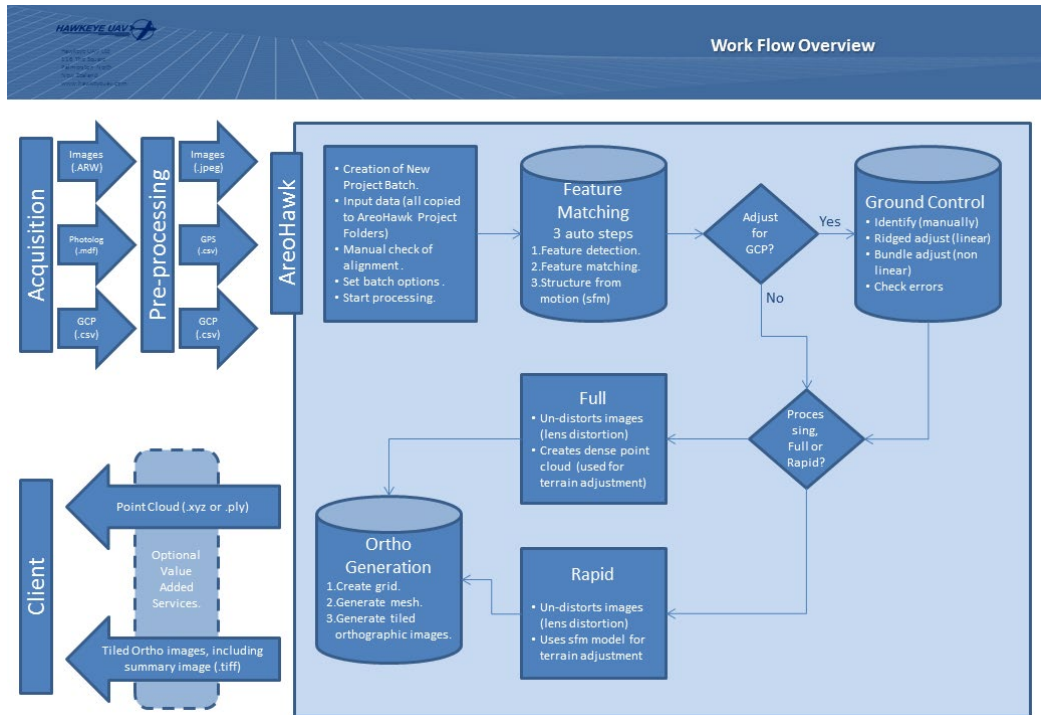 HAWKEYE UAV
Work Flow Overview
Acquisition
Images
(.ARW)
Photolog
(.mdf)
GCP
(.csv)
Pre-processing
Images
(.jpeg)
GPS
(.csv)
GCP
(.csv)
AreoHawk
• Creation of New
Project Batch.
• Input data (all copied
to AreoHawk Project
Folders)
• Manual check of
alignment.
• Set batch options.
• Start processing.
Feature
Matching
3 auto steps
1.Feature detection.
2.Feature matching.
3.Structure from
motion (sfm)
Adjust
for
GCP?
Yes
No
Ground Control
• Identify (manually)
• Ridged adjust (linear)
• Bundle adjust (non
linear)
• Check errors
Proces
sing,
Full or
Rapid?
Full
• Un-distorts images
(lens distortion)
• Creates dense point
cloud (used for
terrain adjustment)
Rapid
• Un-distorts images
(lens distortion)
• Uses sfm model for
terrain adjustment
Ortho
Generation
1.Create grid.
2.Generate mesh.
3.Generate tiled
orthographic images.
Client
Point Cloud (.xyz or .ply)
Optional
Value
Added
Services.
Tiled Ortho images, including
summary image (.tiff)